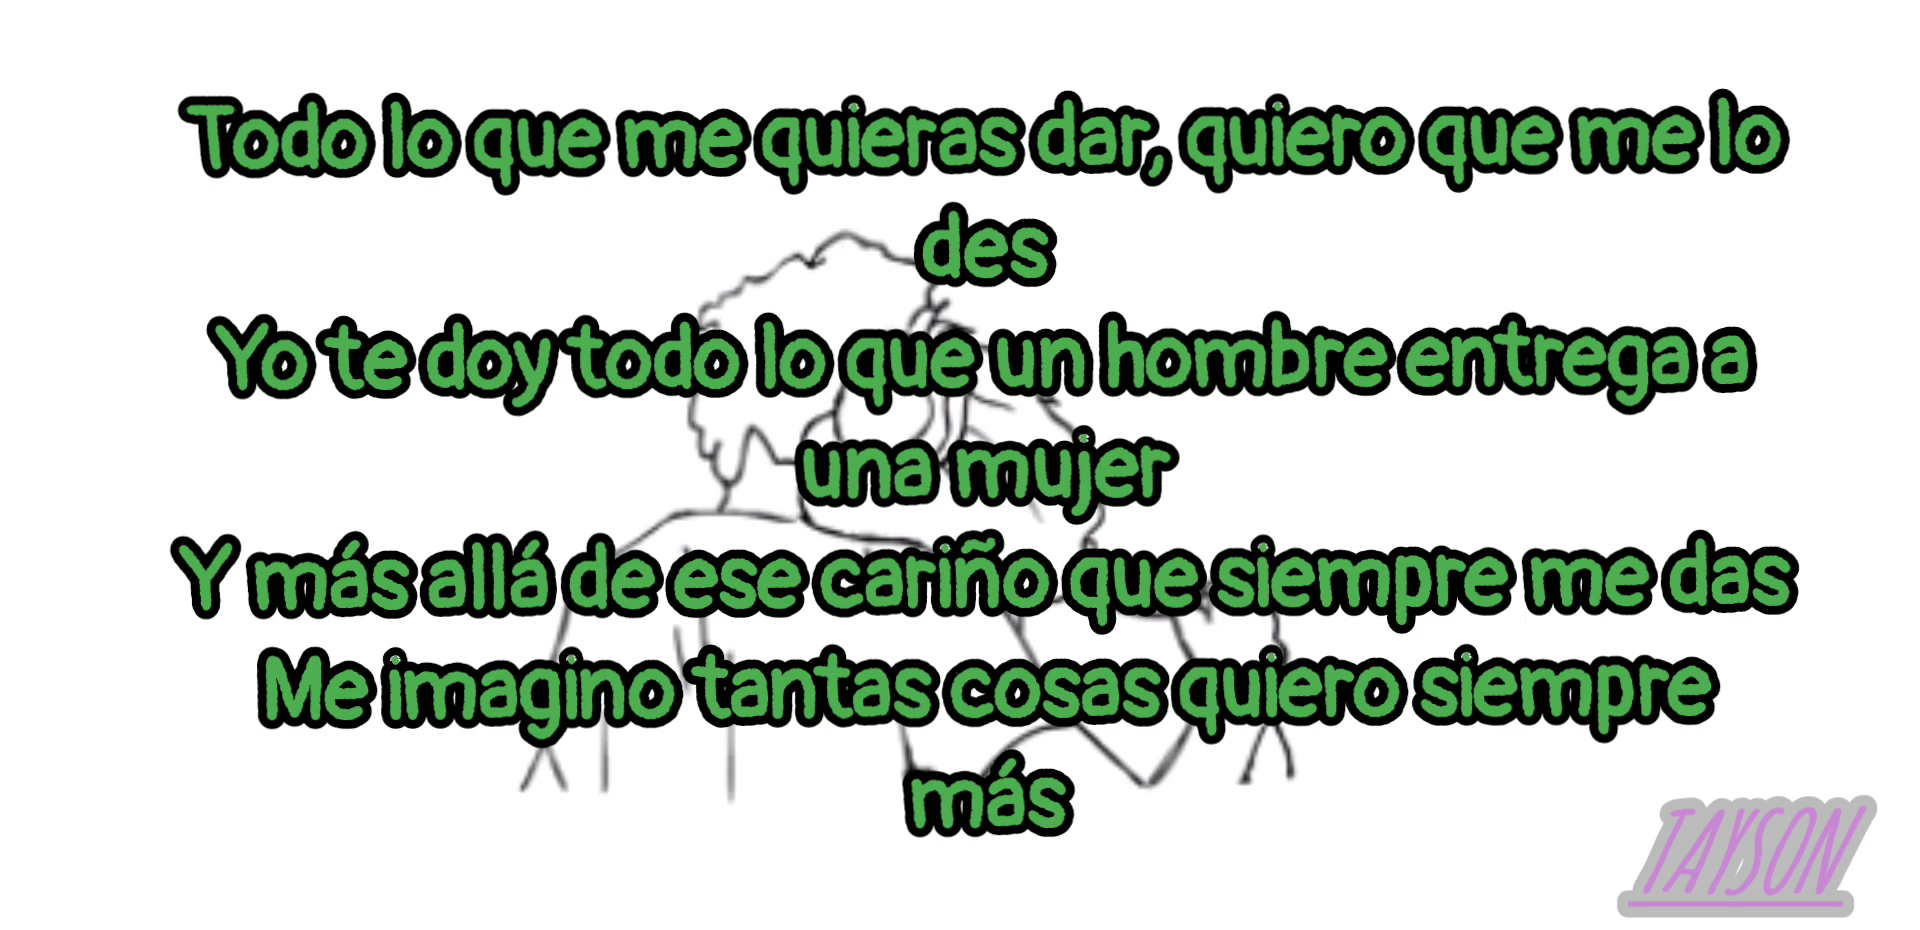 Todo lo que me quieras dar, quiero que me lo
des
Yo te doy todo lo que un hombre entrega a
una mujer
Y más allá de ese cariño que siempre me das
Me imagino tantas cosas quiero siempre
más
TAYSON